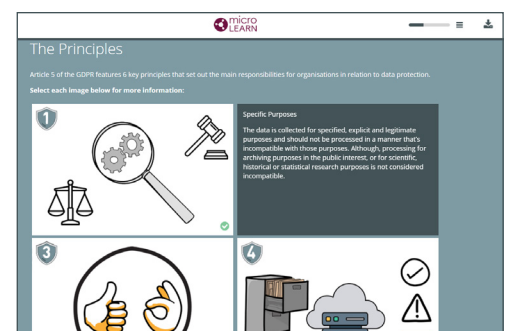 micro
LEARN
The Principles
Article 5 of the GDPR features 6 key principles that set out the main responsibilities for organisations in relation to data protection.
Select each image below for more information:
1
Specific Purposes
The data is collected for specified, explicit and legitimate
purposes and should not be processed in a manner that's
incompatible with those purposes. Although, processing for
archiving purposes in the public interest, or for scientific,
historical or statistical research purposes is not considered
incompatible.
3
4